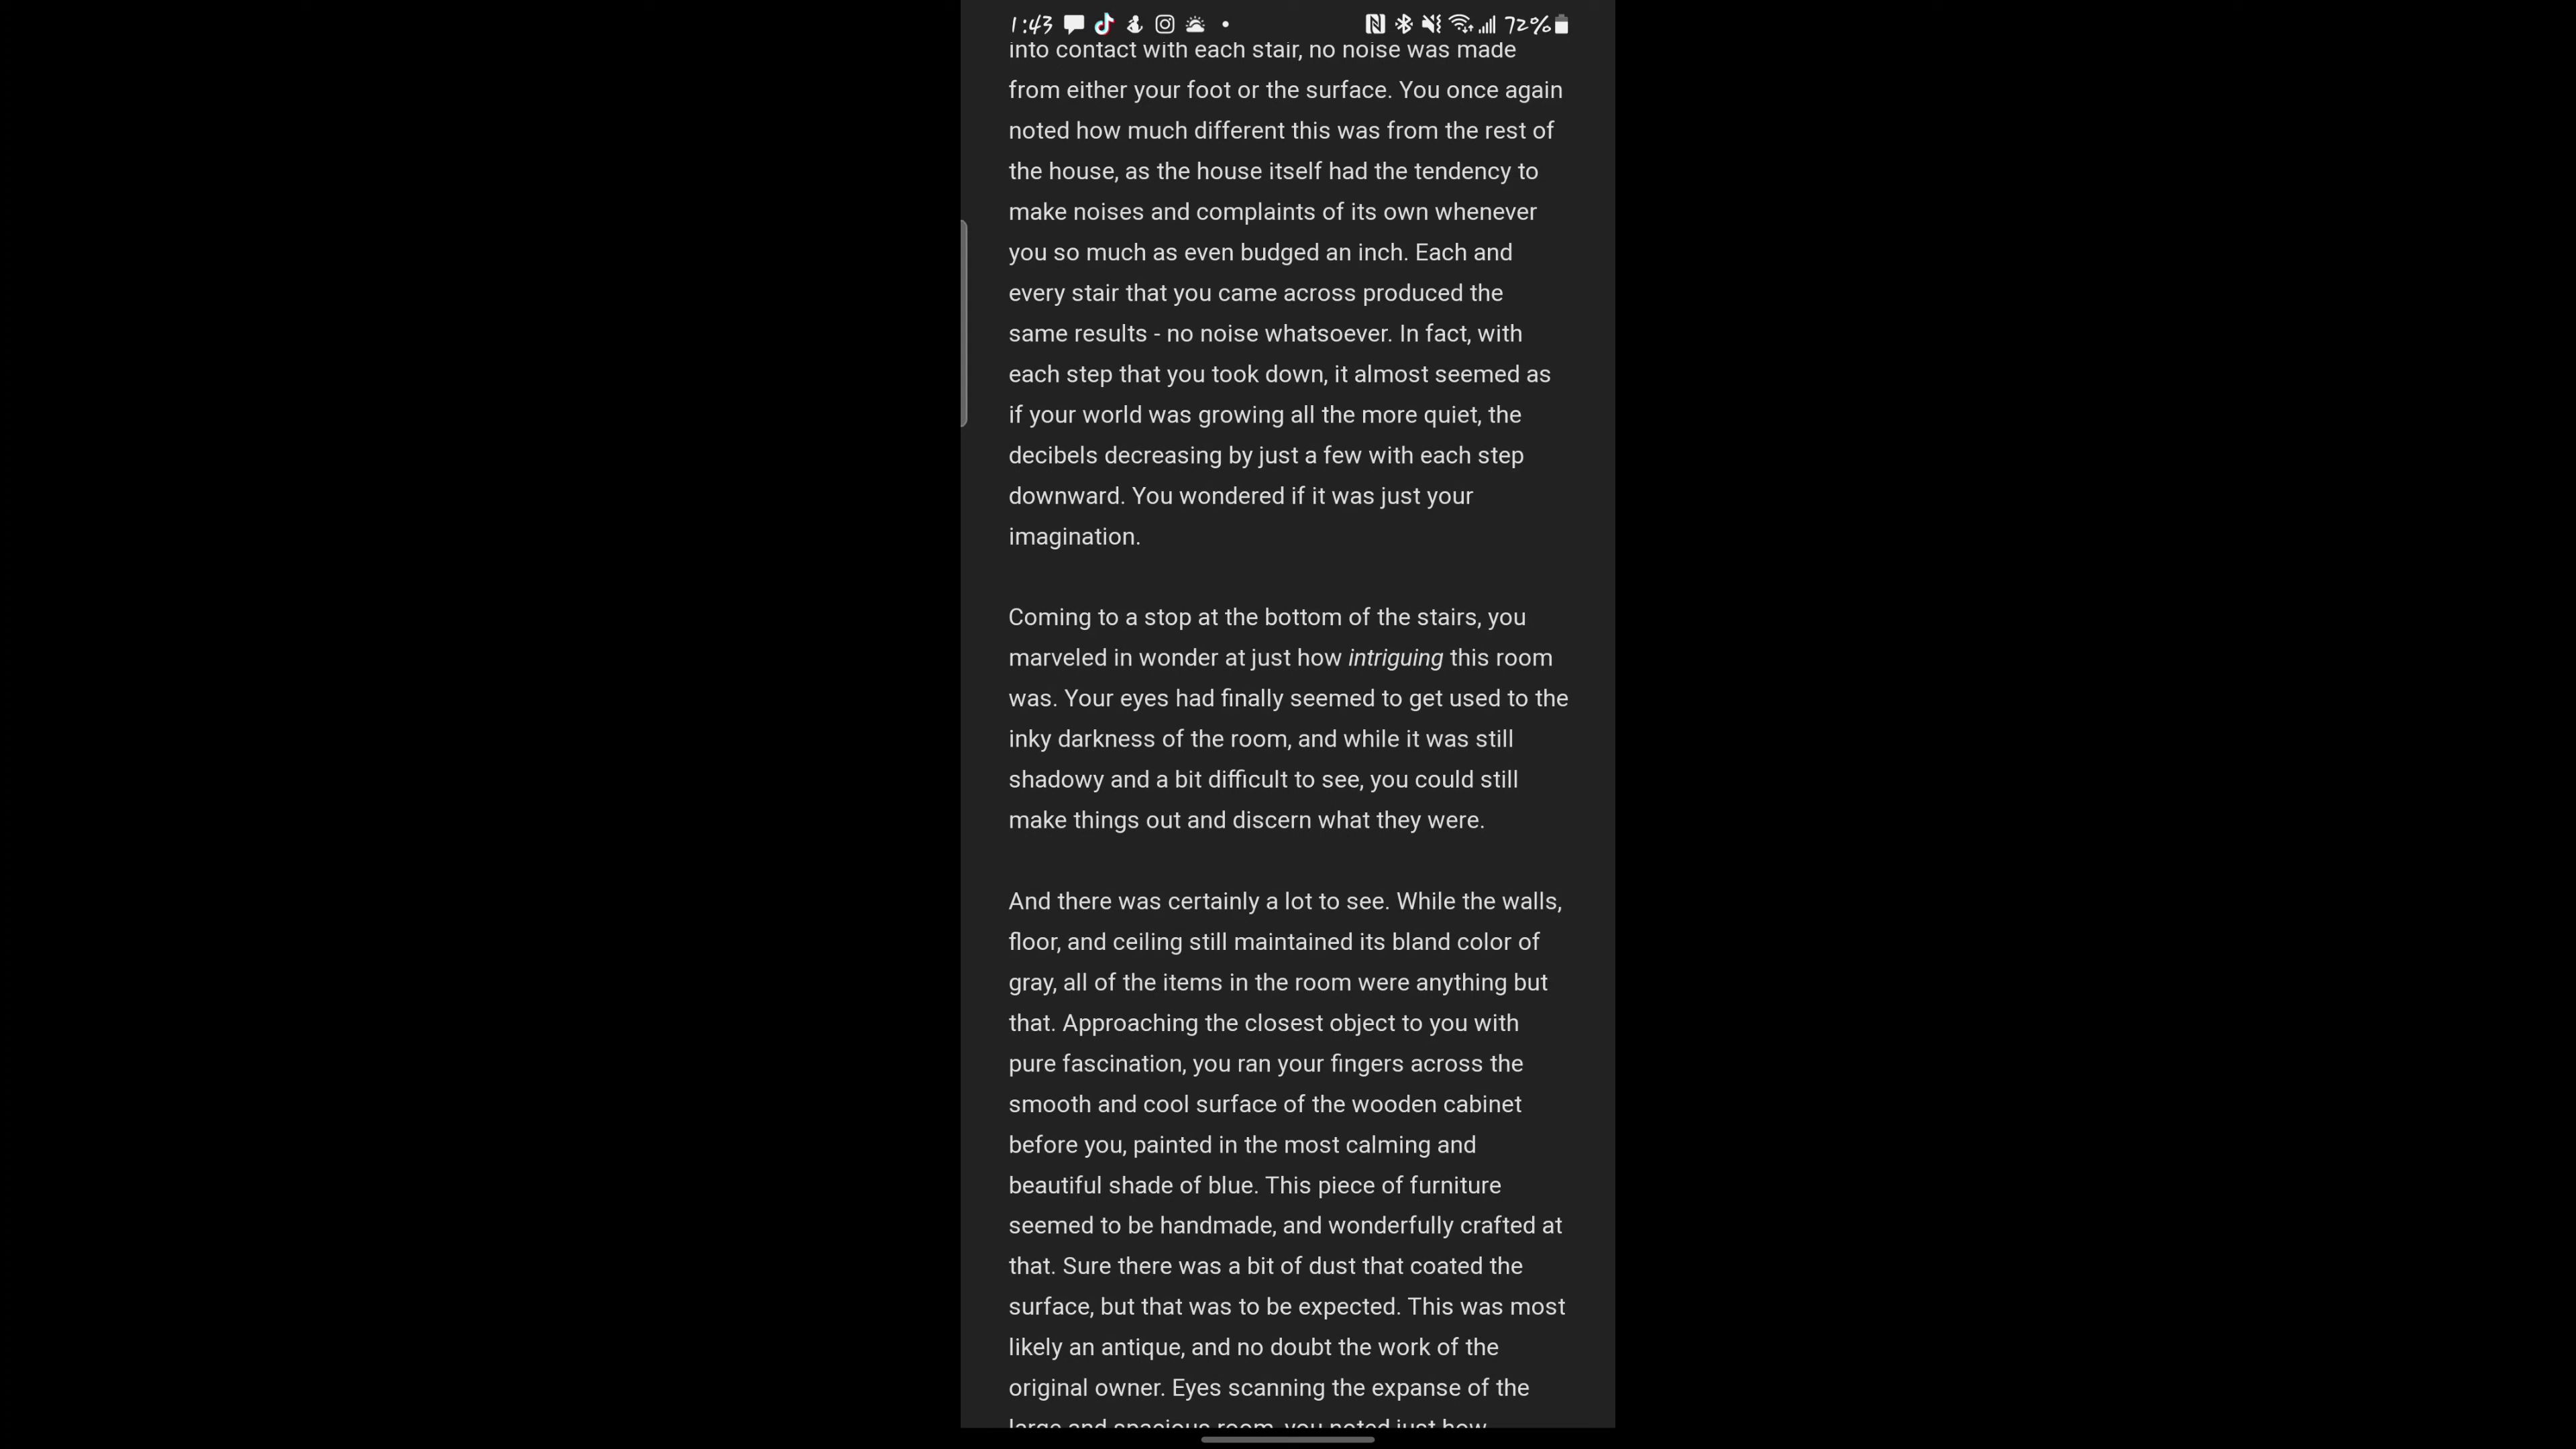 1:43 72%
into contact with each stair, no noise was made
from either your foot or the surface. You once again
noted how much different this was from the rest of
the house, as the house itself had the tendency to
make noises and complaints of its own whenever
you so much as even budged an inch. Each and
every stair that you came across produced the
same results - no noise whatsoever. In fact, with
each step that you took down, it almost seemed as
if your world was growing all the more quiet, the
decibels decreasing by just a few with each step
downward. You wondered if it was just your
imagination.
Coming to a stop at the bottom of the stairs, you
marveled in wonder at just how intriguing this room
was. Your eyes had finally seemed to get used to the
inky darkness of the room, and while it was still
shadowy and a bit difficult to see, you could still
make things out and discern what they were.
And there was certainly a lot to see. While the walls,
floor, and ceiling still maintained its bland color of
gray, all of the items in the room were anything but
that. Approaching the closest object to you with
pure fascination, you ran your fingers across the
smooth and cool surface of the wooden cabinet
before you, painted in the most calming and
beautiful shade of blue. This piece of furniture
seemed to be handmade, and wonderfully crafted at
that. Sure there was a bit of dust that coated the
surface, but that was to be expected. This was most
likely an antique, and no doubt the work of the
original owner. Eyes scanning the expanse of the
large and spacious room, you noted just how